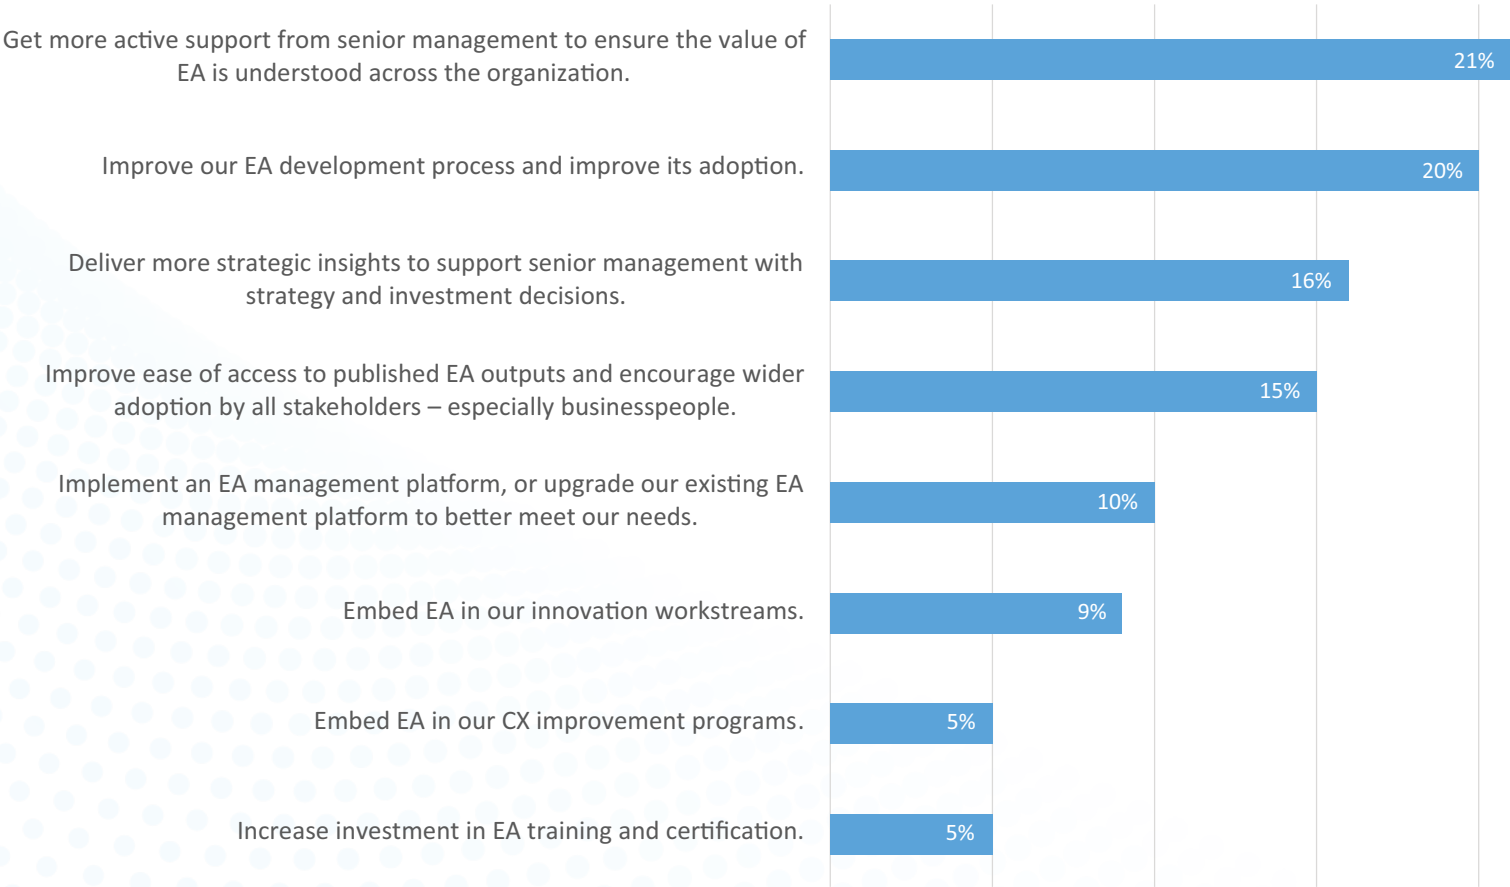 Get more active support from senior management to ensure the value of
EA is understood across the organization.
21%
Improve our EA development process and improve its adoption.
20%
Deliver more strategic insights to support senior management with
strategy and investment decisions.
16%
Improve ease of access to published EA outputs and encourage wider
adoption by all stakeholders – especially businesspeople.
15%
Implement an EA management platform, or upgrade our existing EA
management platform to better meet our needs.
10%
Embed EA in our innovation workstreams.
9%
Embed EA in our CX improvement programs.
5%
Increase investment in EA training and certification.
5%